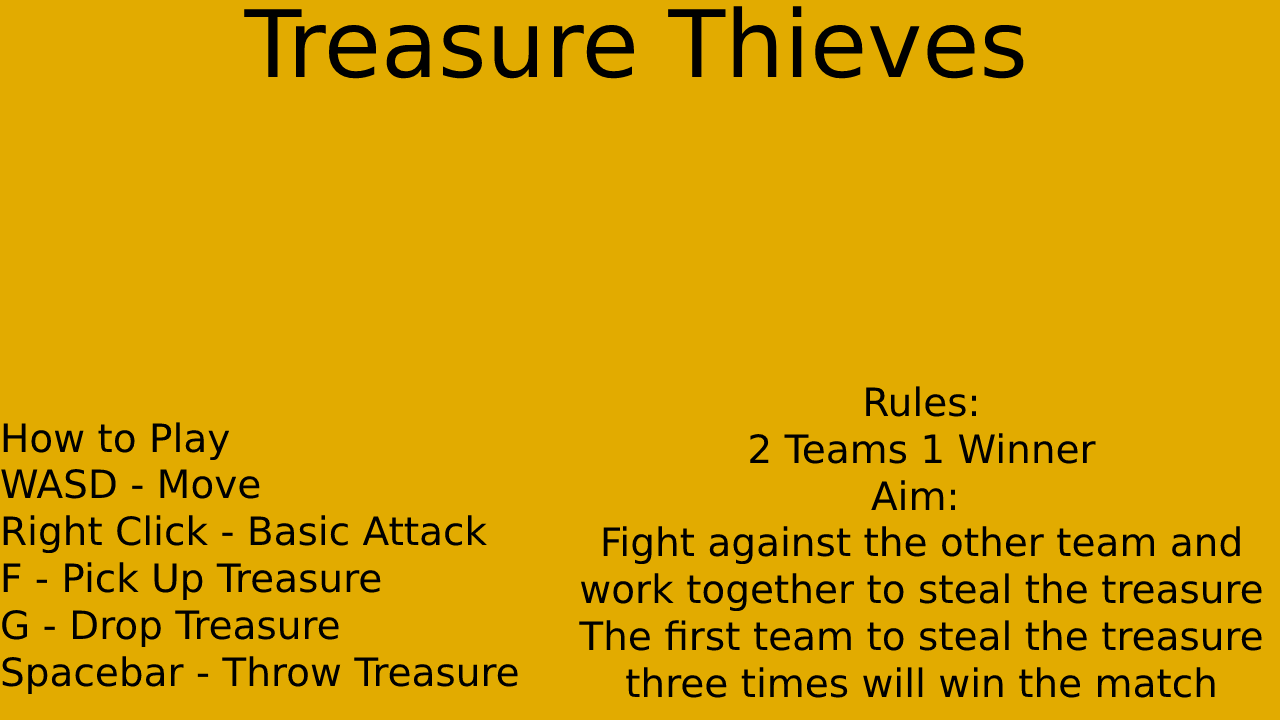 Treasure Thieves
How to Play
WASD - Move
Right Click - Basic Attack
F - Pick Up Treasure
G - Drop Treasure
Spacebar - Throw Treasure
Rules:
2 Teams 1 Winner
Aim:
Fight against the other team and
work together to steal the treasure
The first team to steal the treasure
three times will win the match